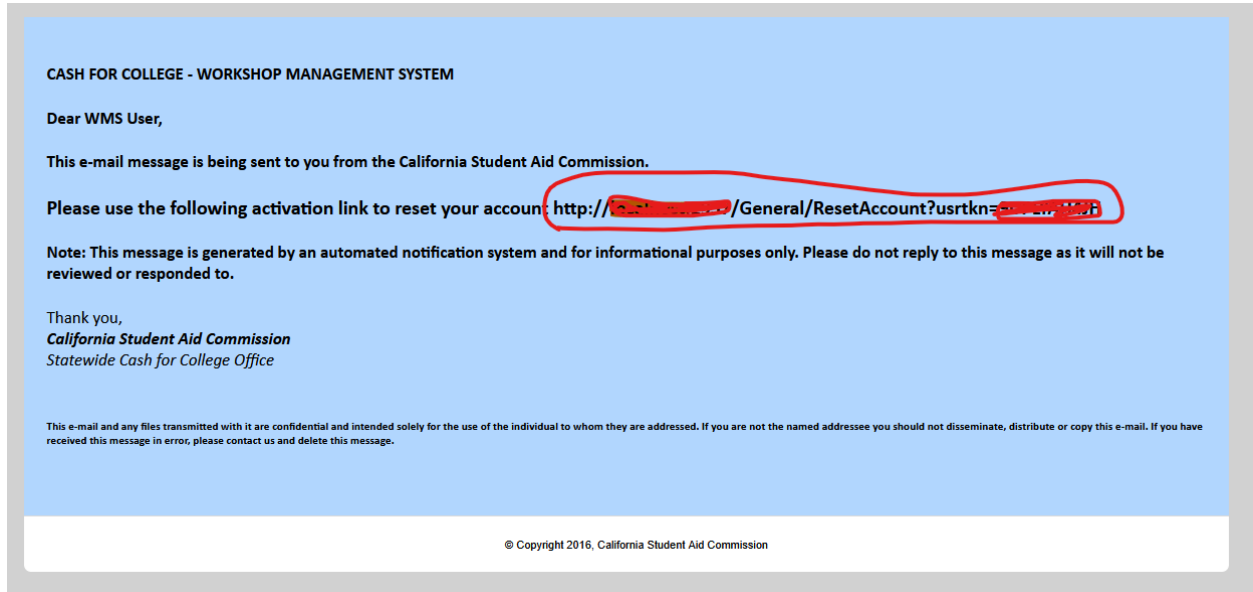 CASH FOR COLLEGE - WORKSHOP MANAGEMENT SYSTEM
Dear WMS User,
This e-mail message is being sent to you from the California Student Aid Commission.
Please use the following activation link to reset your account http:// /General/ResetAccount?usrtkn=
Note: This message is generated by an automated notification system and for informational purposes only. Please do not reply to this message as it will not be
reviewed or responded to.
Thank you,
California Student Aid Commission
Statewide Cash for College Office
This e-mail and any files transmitted with it are confidential and intended solely for the use of the individual to whom they are addressed. If you are not the named addressee you should not disseminate, distribute or copy this e-mail. If you have
received this message in error, please contact us and delete this message.
© Copyright 2016, California Student Aid Commission